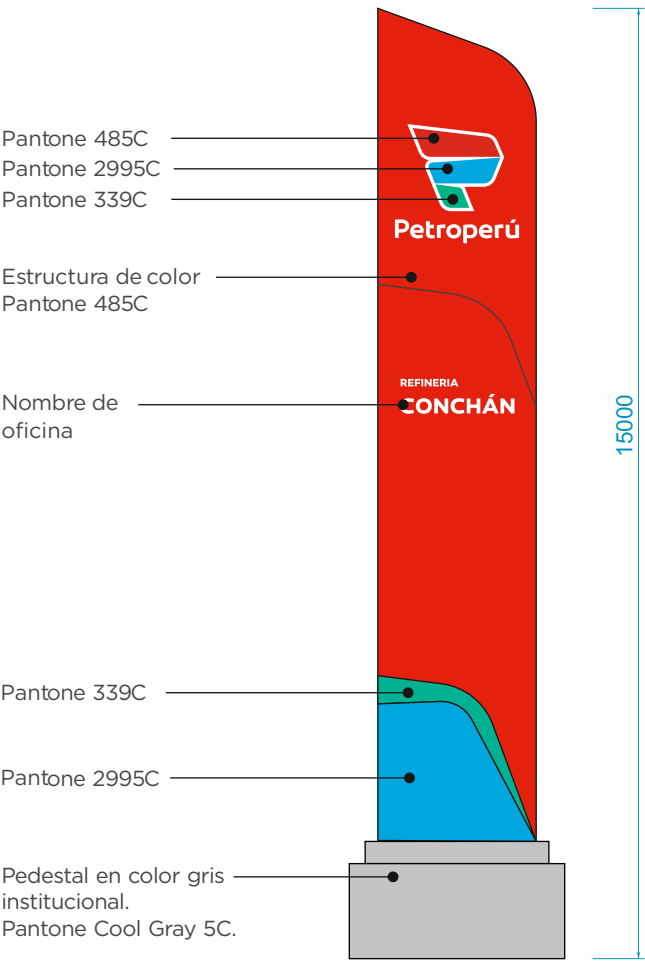 Pantone 485C
Pantone 2995C
Pantone 339C
Petroperú
Estructura de color
Pantone 485C
REFINERIA
CONCHÁN
Nombre de
oficina
15000
Pantone 339C
Pantone 2995C
Pedestal en color gris
institucional.
Pantone Cool Gray 5C.